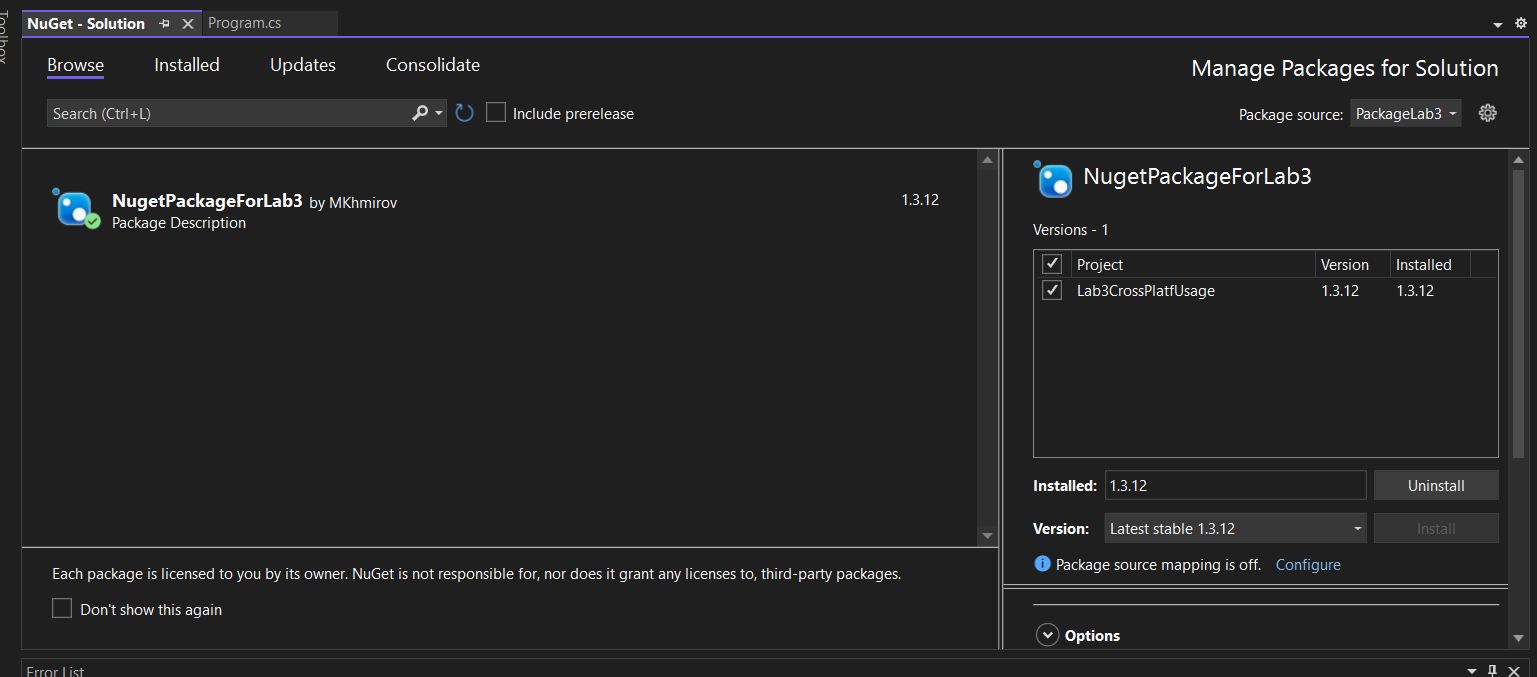 Toolbox
NuGet - Solution
Program.cs
Browse Installed Updates Consolidate
Manage Packages for Solution
Search (Ctrl+L)
Include prerelease
Package source: PackageLab3
NugetPackageForLab3 by MKhmirov 1.3.12
Package Description
NugetPackageForLab3
Versions - 1
Project Version Installed
Lab3CrossPlatfUsage 1.3.12 1.3.12
Installed: 1.3.12 Uninstall
Version: Latest stable 1.3.12 Install
Package source mapping is off. Configure
Options
Each package is licensed to you by its owner. NuGet is not responsible for, nor does it grant any licenses to, third-party packages.
Don't show this again
Error List